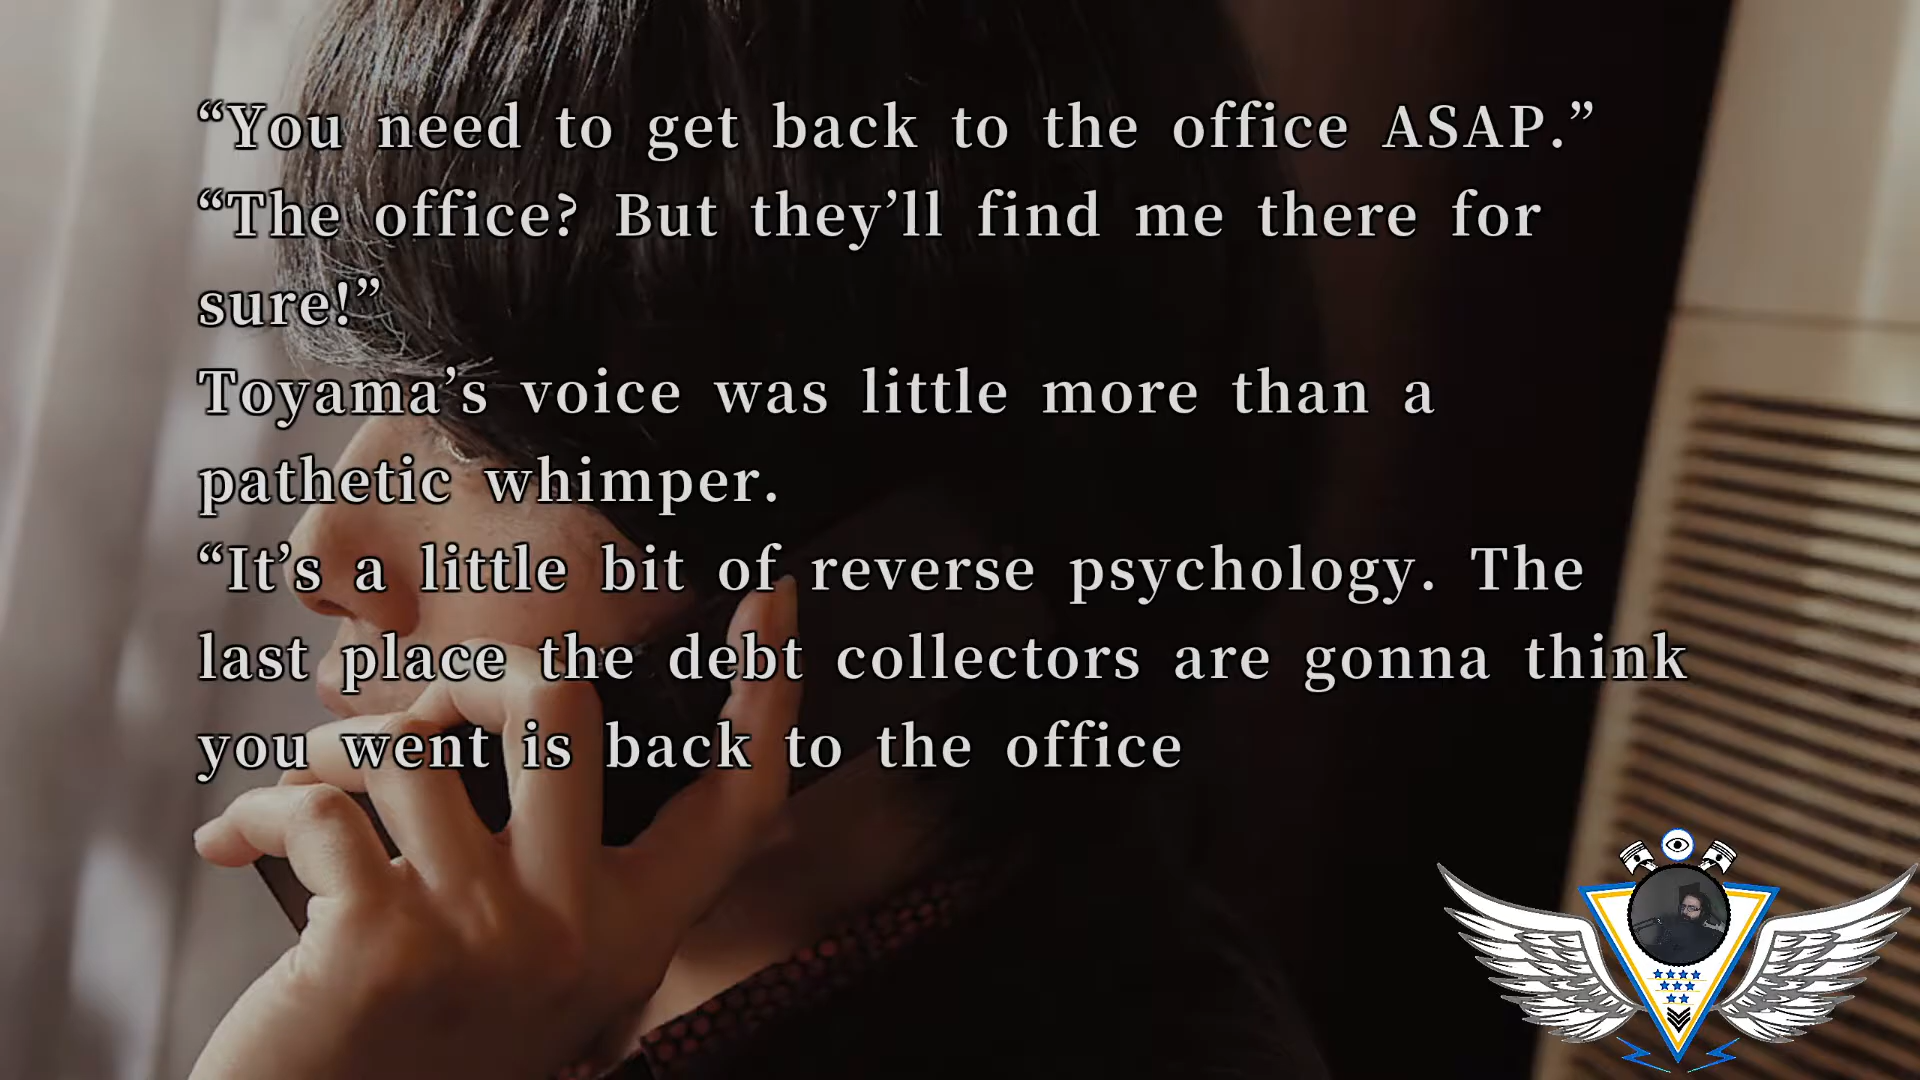 “You need to get back to the office ASAP.”
“The office? But they’ll find me there for
sure!”
Toyama’s voice was little more than a
pathetic whimper.
“It’s a little bit of reverse psychology. The
last place the debt collectors are gonna think
you went is back to the office